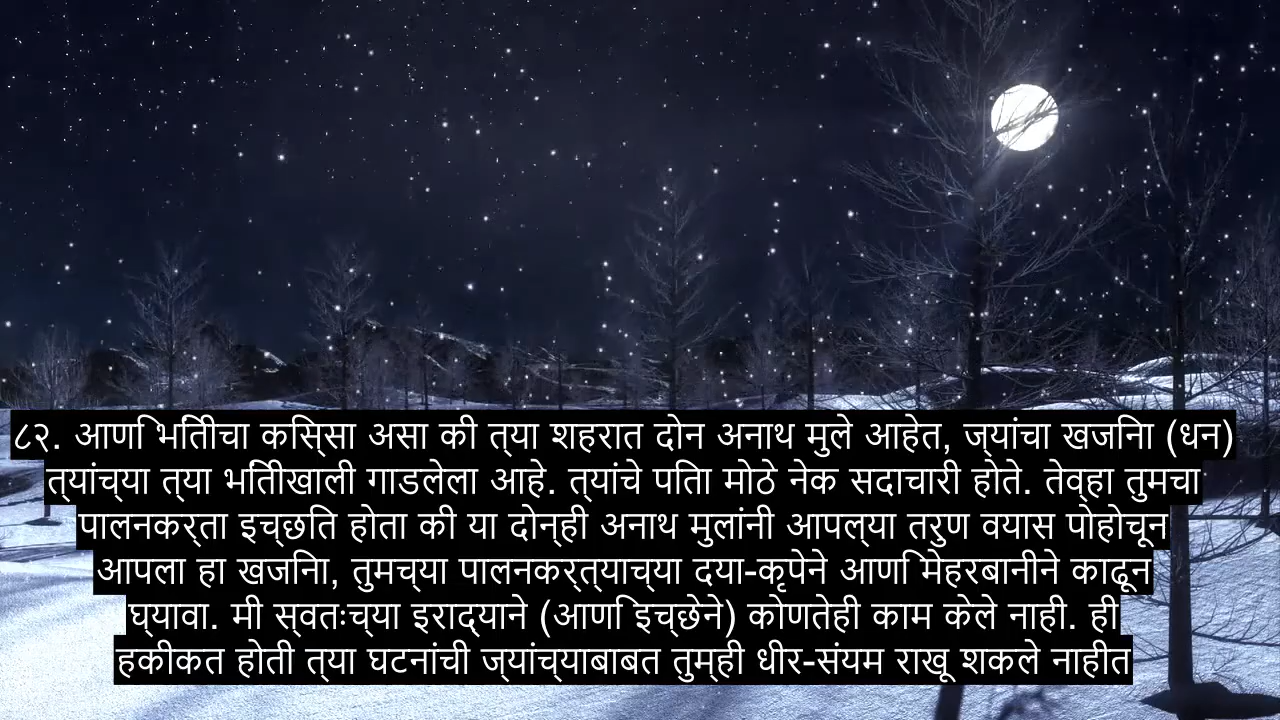 ८२. आणि भिंतीचा किस्सा असा की त्या शहरात दोन अनाथ मुले आहेत, ज्यांचा खजिना (धन)
त्यांच्या त्या भिंतीखाली गाडलेला आहे. त्यांचे पिता मोठे नेक सदाचारी होते. तेव्हा तुमचा
पालनकर्ता इच्छित होता की या दोन्ही अनाथ मुलांनी आपल्या तरुण वयास पोहोचून
आपला हा खजिना, तुमच्या पालनकर्त्याच्या दया-कृपेने आणि मेहरबानीने काढून
घ्यावा. मी स्वतःच्या इराद्याने (आणि इच्छेने) कोणतेही काम केले नाही. ही
हकीकत होती त्या घटनांची ज्यांच्याबाबत तुम्ही धीर-संयम राखू शकले नाहीत